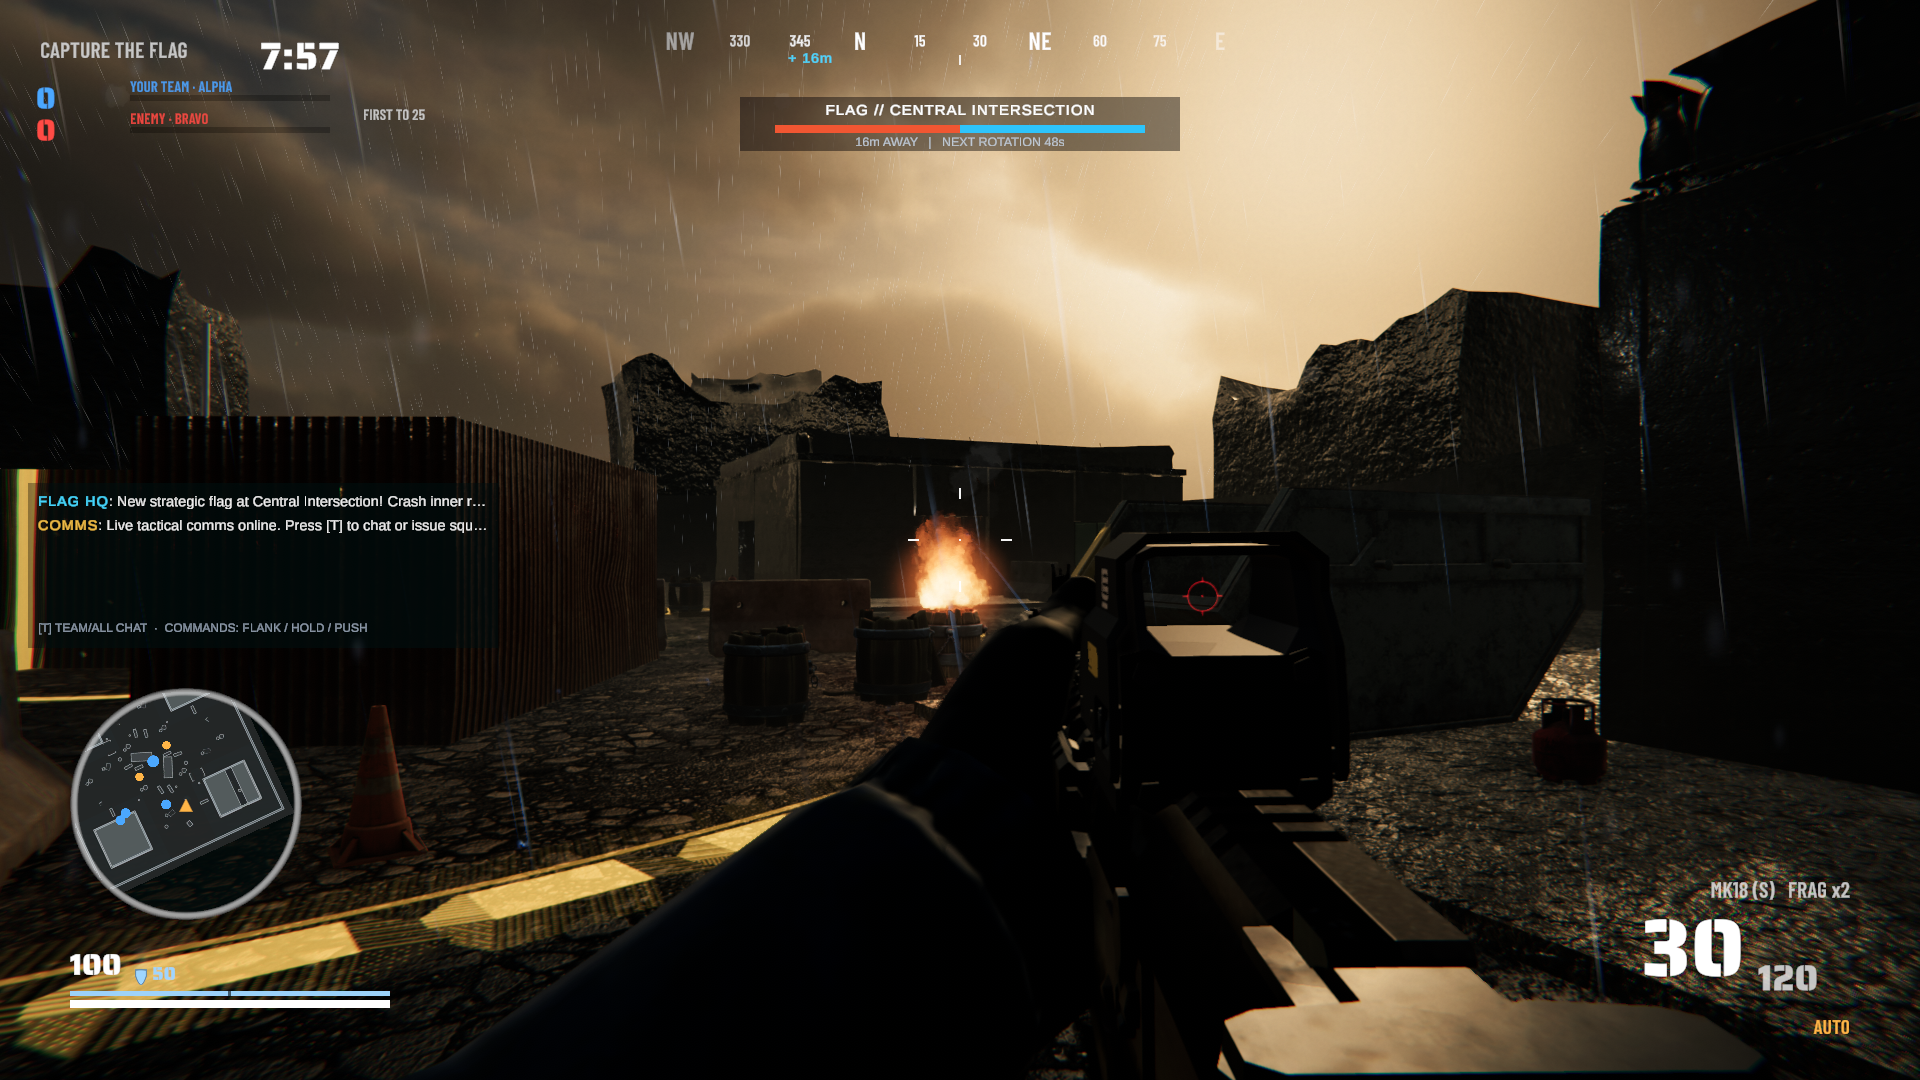 CAPTURE THE FLAG
7:57
0 YOUR TEAM · ALPHA
0 ENEMY · BRAVO
FIRST TO 25
NW 330 345 N 15 30 NE 60 75 E
+ 16m
FLAG // CENTRAL INTERSECTION
16m AWAY | NEXT ROTATION 48s
FLAG HQ: New strategic flag at Central Intersection! Crash inner r...
COMMS: Live tactical comms online. Press [T] to chat or issue squ...
[T] TEAM/ALL CHAT · COMMANDS: FLANK / HOLD / PUSH
100 50
MK18 (S) FRAG x2
30 120
AUTO